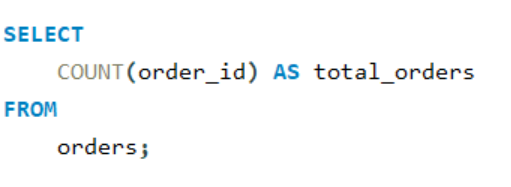 SELECT
    COUNT(order_id) AS total_orders
FROM
    orders;